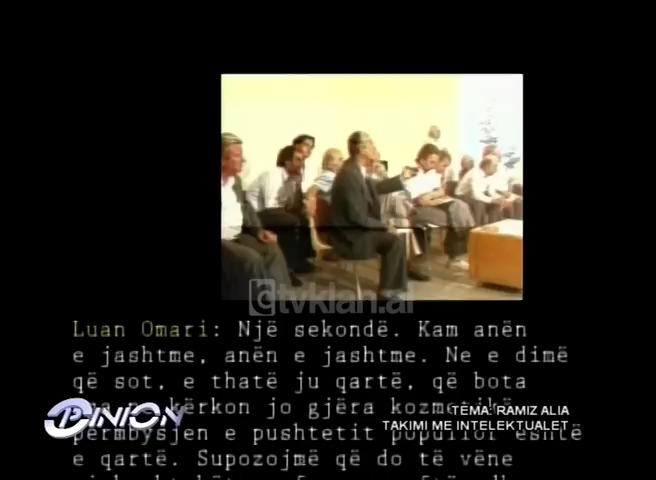 tvklan.al
Luan Omari: Një sekondë. Kam anën
e jashtme, anën e jashtme. Ne e dimë
që sot, e thatë ju qartë, që bota
kërkon jo gjëra kozmetikë
përmbysjen e pushtetit popullor është
e qartë. Supozojmë që do të vëne
OPINION
TEMA: RAMIZ ALIA
TAKIMI ME INTELEKTUALET